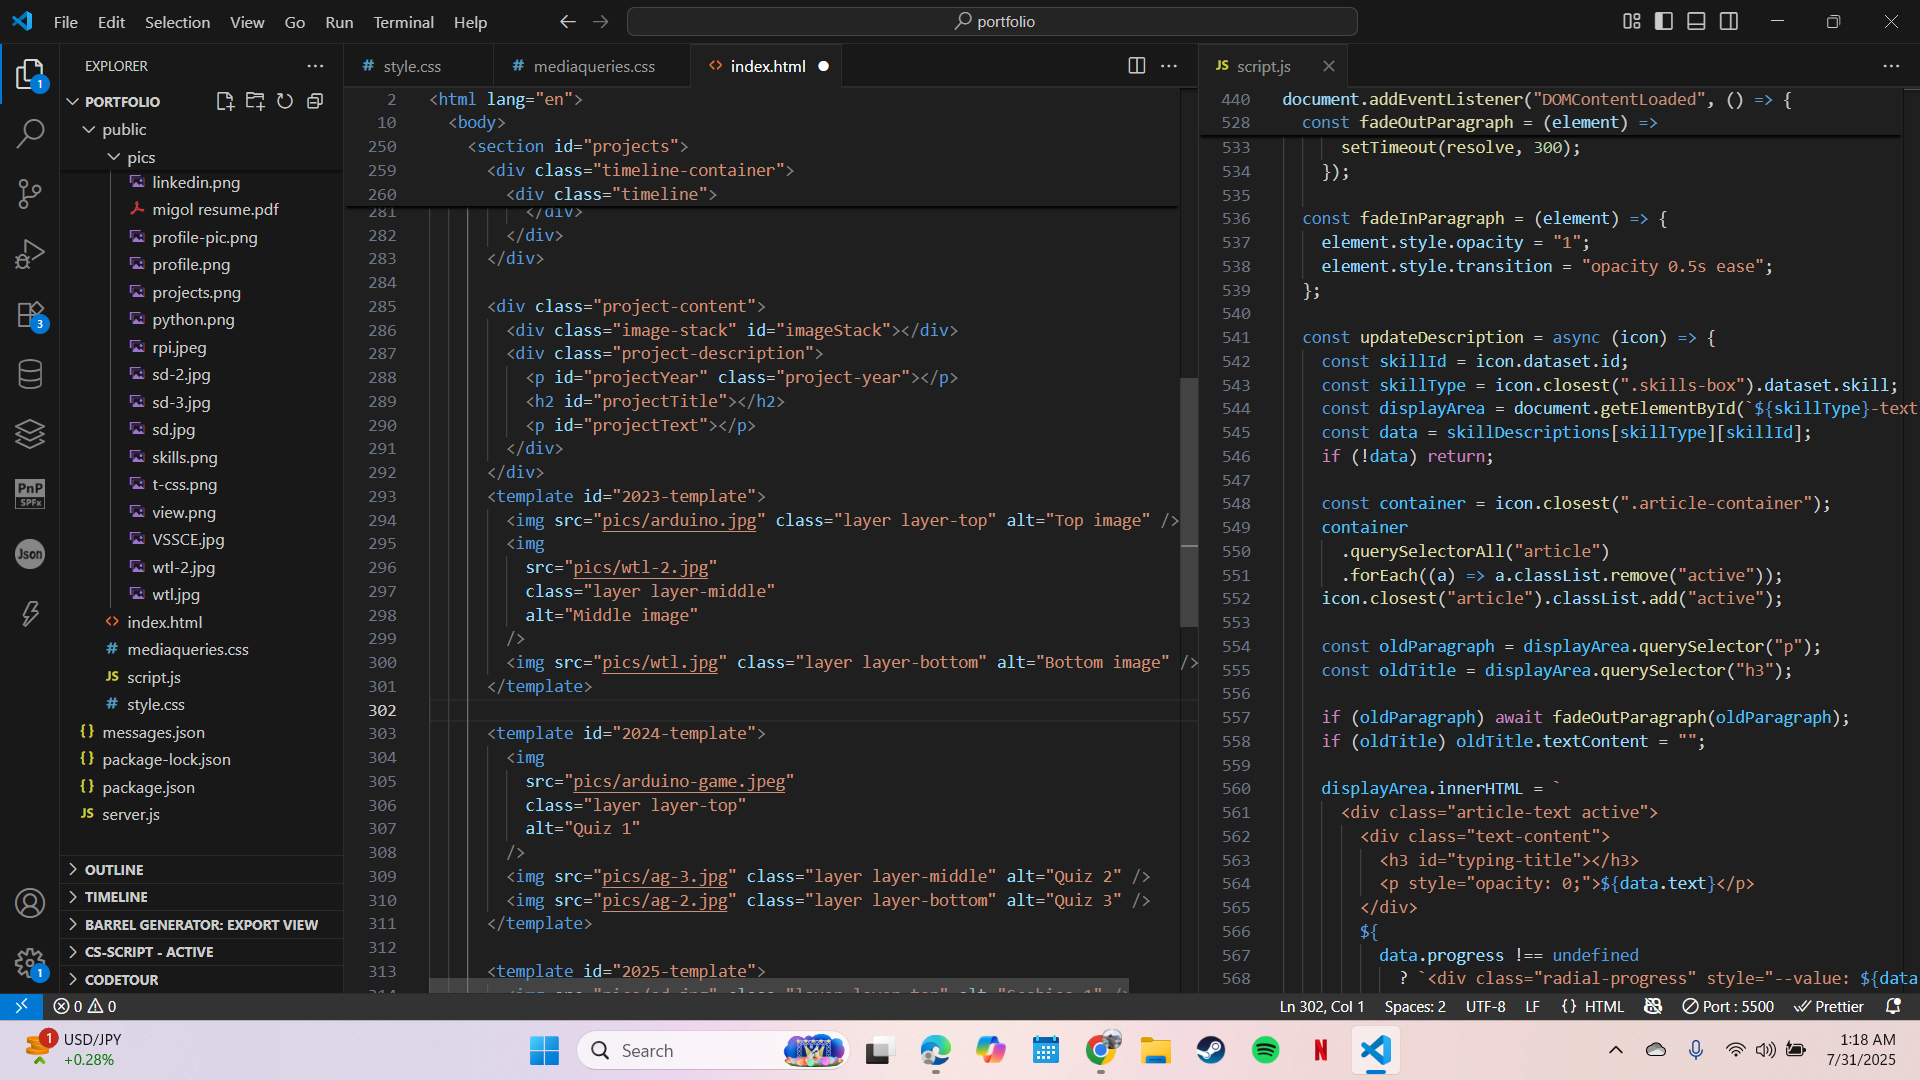 File Edit Selection View Go Run Terminal Help
portfolio
EXPLORER
PORTFOLIO
public
pics
linkedin.png
migol resume.pdf
profile-pic.png
profile.png
projects.png
python.png
rpi.jpeg
sd-2.jpg
sd-3.jpg
sd.jpg
skills.png
t-css.png
view.png
VSSCE.jpg
wtl-2.jpg
wtl.jpg
index.html
mediaqueries.css
script.js
style.css
messages.json
package-lock.json
package.json
server.js
OUTLINE
TIMELINE
BARREL GENERATOR: EXPORT VIEW
CS-SCRIPT - ACTIVE
CODETOUR
1
3
PnP
SPFx
Json
1
# style.css
# mediaqueries.css
<> index.html
2 <html lang="en">
10 <body>
250 <section id="projects">
259 <div class="timeline-container">
260 <div class="timeline">
281 </div>
282 </div>
283 </div>
284
285 <div class="project-content">
286 <div class="image-stack" id="imageStack"></div>
287 <div class="project-description">
288 <p id="projectYear" class="project-year"></p>
289 <h2 id="projectTitle"></h2>
290 <p id="projectText"></p>
291 </div>
292 </div>
293 <template id="2023-template">
294 <img src="pics/arduino.jpg" class="layer layer-top" alt="Top image" />
295 <img
296 src="pics/wtl-2.jpg"
297 class="layer layer-middle"
298 alt="Middle image"
299 />
300 <img src="pics/wtl.jpg" class="layer layer-bottom" alt="Bottom image" />
301 </template>
302
303 <template id="2024-template">
304 <img
305 src="pics/arduino-game.jpeg"
306 class="layer layer-top"
307 alt="Quiz 1"
308 />
309 <img src="pics/ag-3.jpg" class="layer layer-middle" alt="Quiz 2" />
310 <img src="pics/ag-2.jpg" class="layer layer-bottom" alt="Quiz 3" />
311 </template>
312
313 <template id="2025-template">
JS script.js
440 document.addEventListener("DOMContentLoaded", () => {
528 const fadeOutParagraph = (element) =>
533 setTimeout(resolve, 300);
534 });
535
536 const fadeInParagraph = (element) => {
537 element.style.opacity = "1";
538 element.style.transition = "opacity 0.5s ease";
539 };
540
541 const updateDescription = async (icon) => {
542 const skillId = icon.dataset.id;
543 const skillType = icon.closest(".skills-box").dataset.skill;
544 const displayArea = document.getElementById(`${skillType}-text
545 const data = skillDescriptions[skillType][skillId];
546 if (!data) return;
547
548 const container = icon.closest(".article-container");
549 container
550 .querySelectorAll("article")
551 .forEach((a) => a.classList.remove("active"));
552 icon.closest("article").classList.add("active");
553
554 const oldParagraph = displayArea.querySelector("p");
555 const oldTitle = displayArea.querySelector("h3");
556
557 if (oldParagraph) await fadeOutParagraph(oldParagraph);
558 if (oldTitle) oldTitle.textContent = "";
559
560 displayArea.innerHTML = `
561 <div class="article-text active">
562 <div class="text-content">
563 <h3 id="typing-title"></h3>
564 <p style="opacity: 0;">${data.text}</p>
565 </div>
566 ${
567 data.progress !== undefined
568 ? `<div class="radial-progress" style="--value: ${data
0 0
Ln 302, Col 1 Spaces: 2 UTF-8 LF {} HTML Port : 5500 Prettier
1
USD/JPY
+0.28%
Search
1:18 AM
7/31/2025